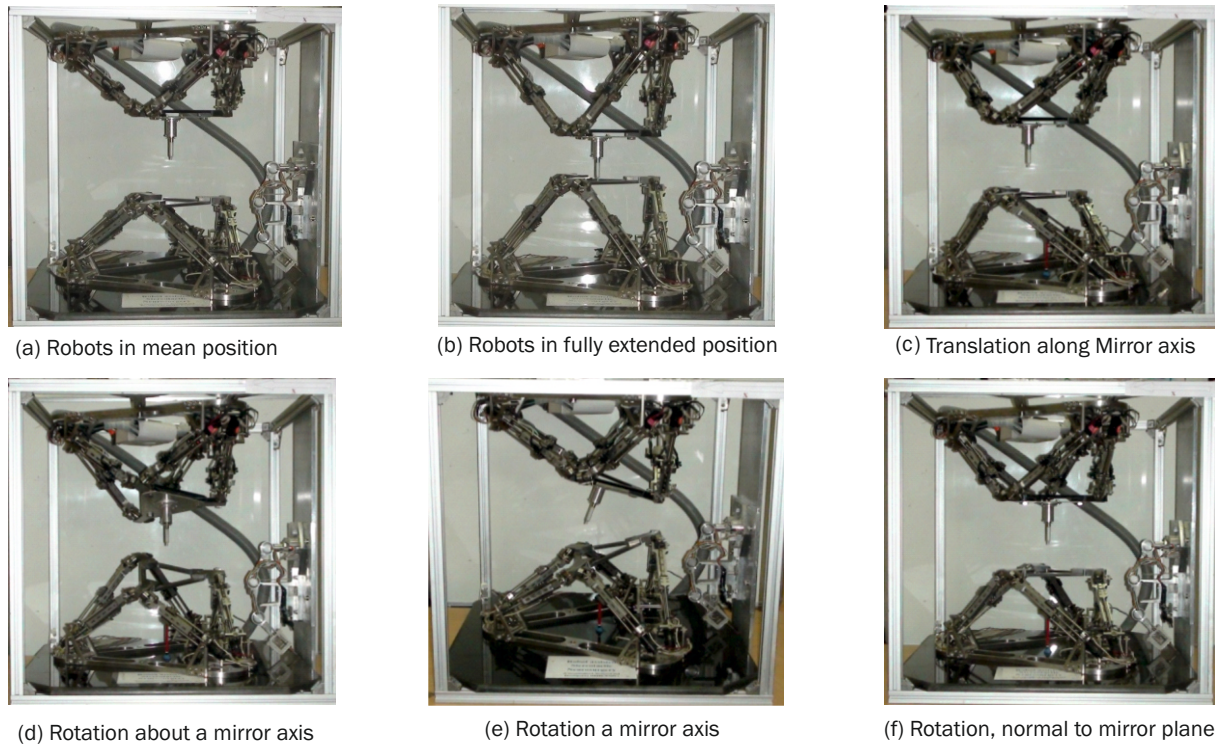 (a) Robots in mean position
(b) Robots in fully extended position
(c) Translation along Mirror axis
(d) Rotation about a mirror axis
(e) Rotation a mirror axis
(f) Rotation, normal to mirror plane